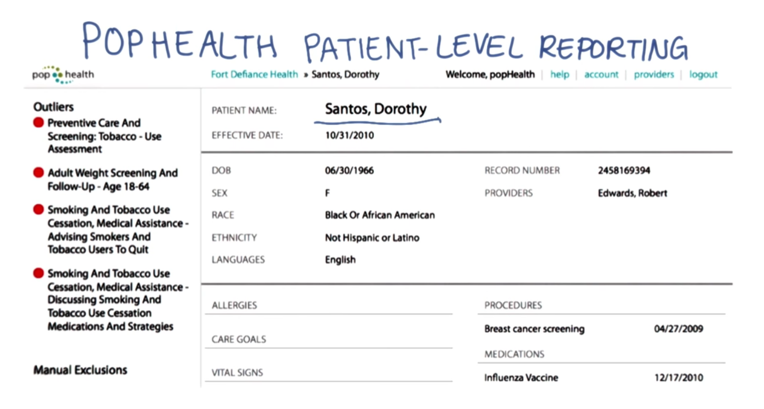 POPHEALTH PATIENT-LEVEL REPORTING
pop health
Fort Defiance Health » Santos, Dorothy
Welcome, popHealth | help | account | providers | logout
Outliers
Preventive Care And
Screening: Tobacco - Use
Assessment
Adult Weight Screening And
Follow-Up - Age 18-64
Smoking And Tobacco Use
Cessation, Medical Assistance -
Advising Smokers And
Tobacco Users To Quit
Smoking And Tobacco Use
Cessation, Medical Assistance -
Discussing Smoking And
Tobacco Use Cessation
Medications And Strategies
Manual Exclusions
PATIENT NAME: Santos, Dorothy
EFFECTIVE DATE: 10/31/2010
DOB 06/30/1966
SEX F
RACE Black Or African American
ETHNICITY Not Hispanic or Latino
LANGUAGES English
RECORD NUMBER 2458169394
PROVIDERS Edwards, Robert
ALLERGIES
CARE GOALS
VITAL SIGNS
PROCEDURES
Breast cancer screening 04/27/2009
MEDICATIONS
Influenza Vaccine 12/17/2010